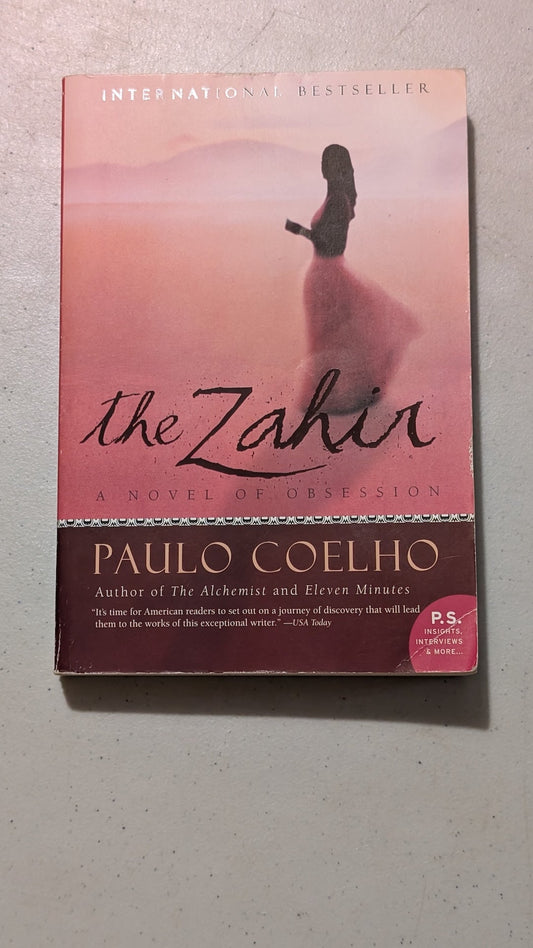 INTERNATIONAL BESTSELLER
the Zahir
A NOVEL OF OBSESSION
PAULO COELHO
Author of The Alchemist and Eleven Minutes
“It’s time for American readers to set out on a journey of discovery that will lead
them to the works of this exceptional writer.” —USA Today
P.S.
INSIGHTS,
INTERVIEWS
& MORE...